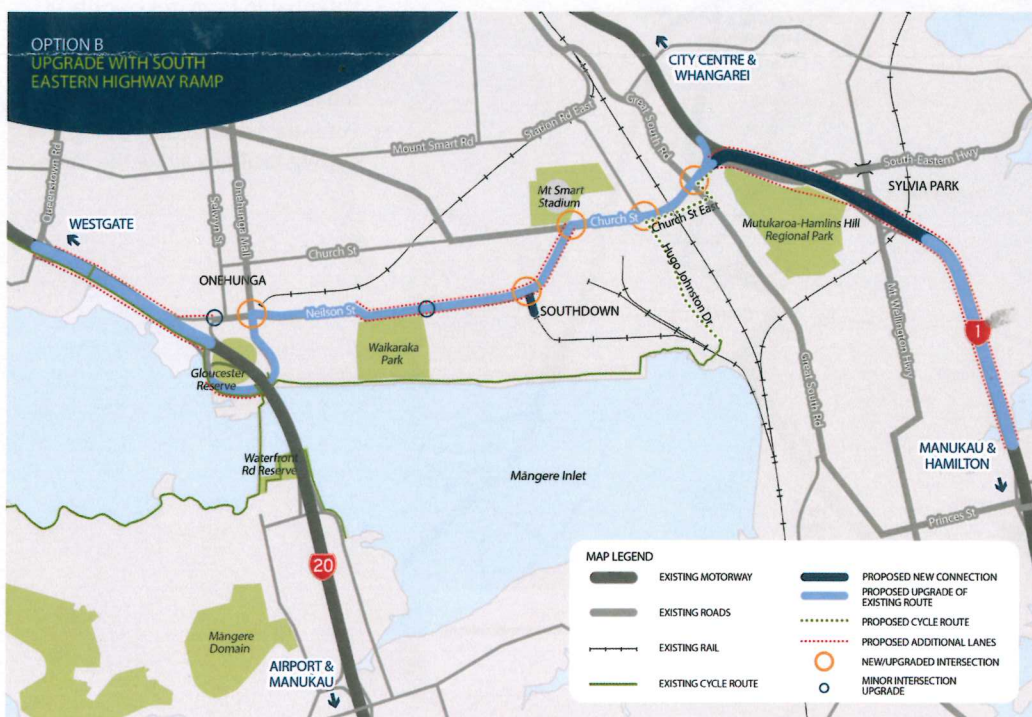 OPTION B
UPGRADE WITH SOUTH
EASTERN HIGHWAY RAMP
CITY CENTRE &
WHANGAREI
Great South Rd
Station Rd East
Mount Smart Rd
South-Eastern Hwy
SYLVIA PARK
Queenstown Rd
Selwyn St
Onehunga Mall
WESTGATE
Mt Smart
Stadium
Church St
Church St East
Mutukaroa-Hamlins Hill
Regional Park
Church St
ONEHUNGA
Hugo Johnston Dr
Neilson St
SOUTHDOWN
Mt Wellington Hwy
1
Waikaraka
Park
Gloucester
Reserve
Great South Rd
MANUKAU &
HAMILTON
Waterfront
Rd Reserve
Māngere Inlet
Princes St
20
Māngere
Domain
AIRPORT &
MANUKAU
MAP LEGEND
EXISTING MOTORWAY
EXISTING ROADS
EXISTING RAIL
EXISTING CYCLE ROUTE
PROPOSED NEW CONNECTION
PROPOSED UPGRADE OF
EXISTING ROUTE
PROPOSED CYCLE ROUTE
PROPOSED ADDITIONAL LANES
NEW/UPGRADED INTERSECTION
MINOR INTERSECTION
UPGRADE